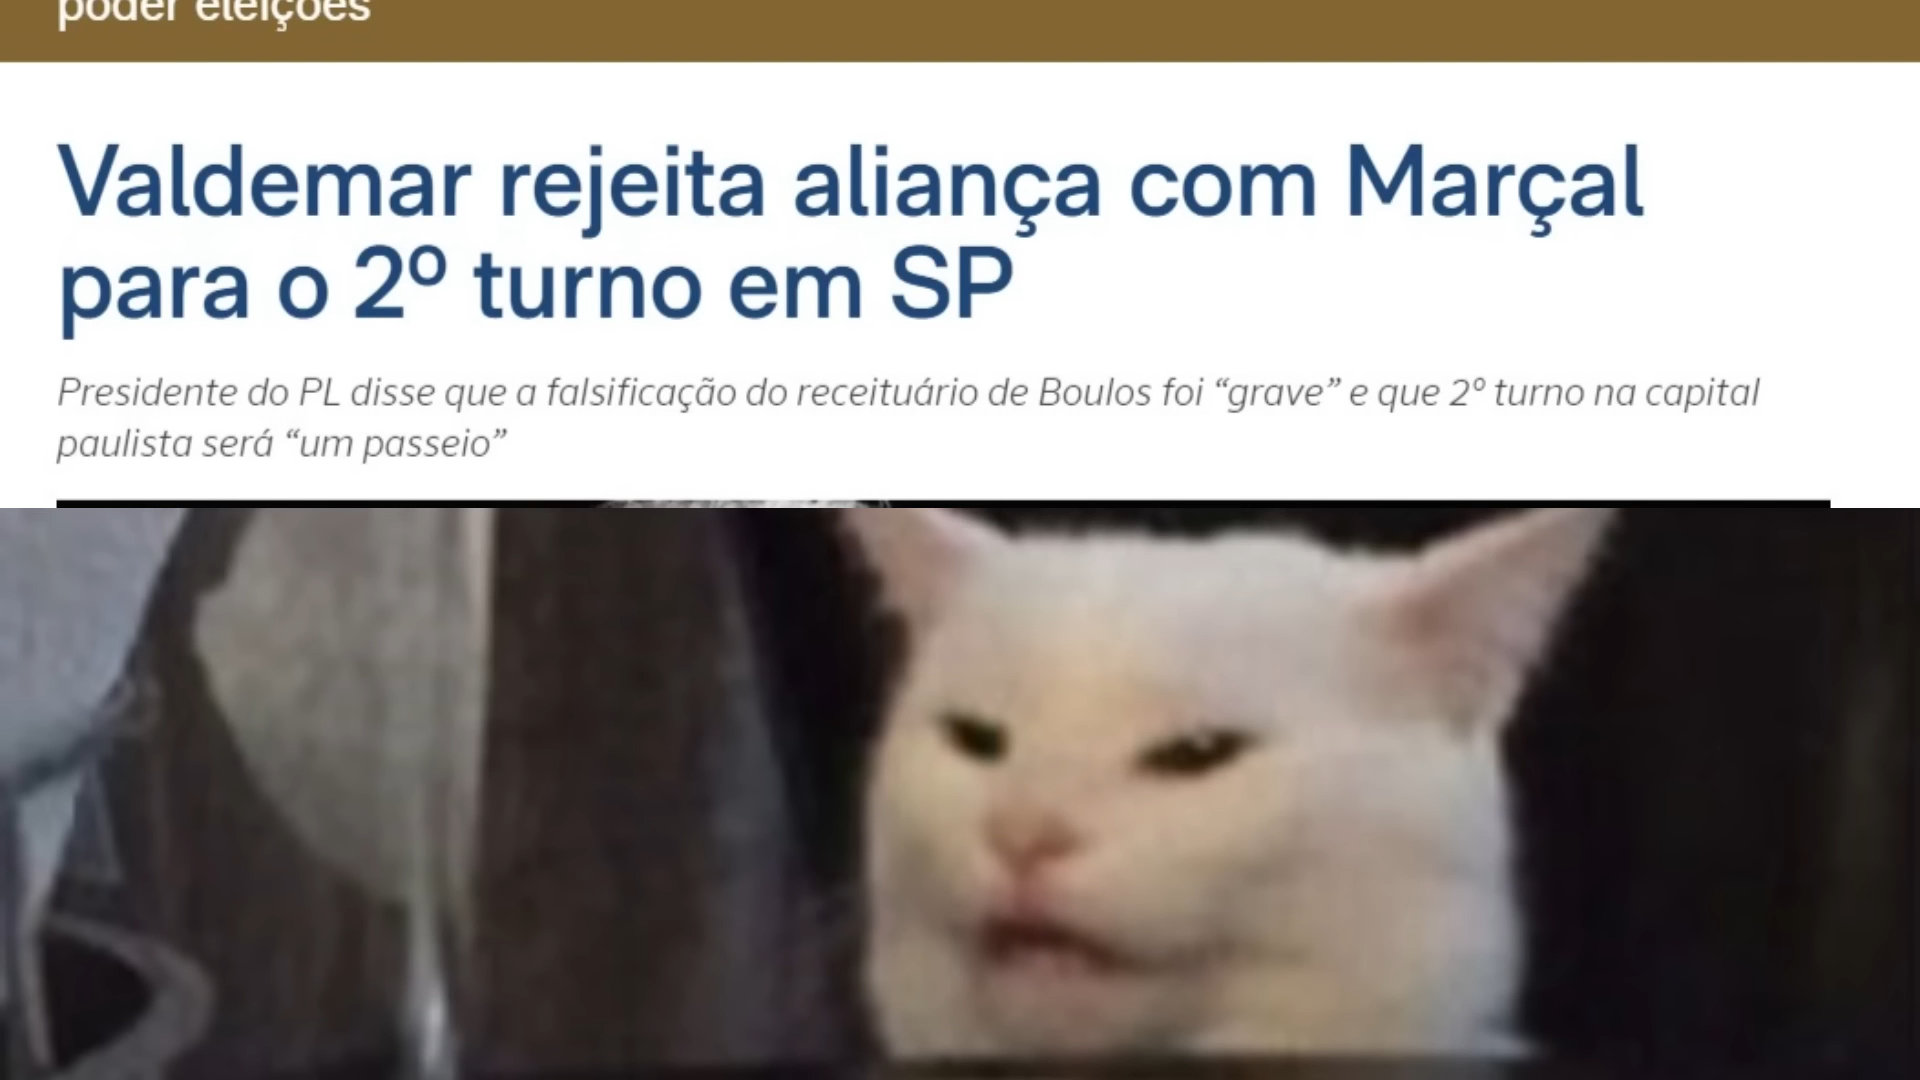 poder eleições
Valdemar rejeita aliança com Marçal
para o 2º turno em SP
Presidente do PL disse que a falsificação do receituário de Boulos foi “grave” e que 2º turno na capital
paulista será “um passeio”